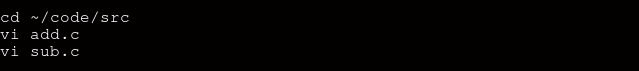 cd ~/code/src
vi add.c
vi sub.c